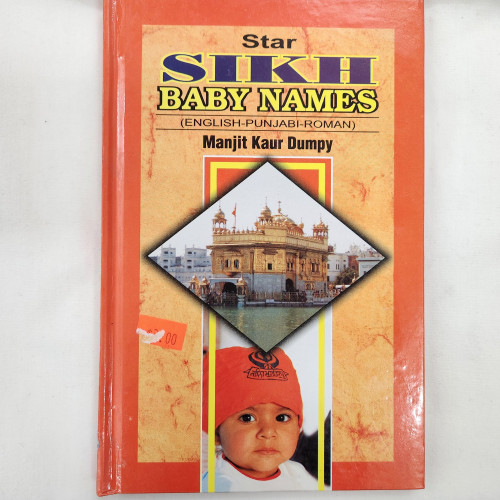 Star
SIKH
BABY NAMES
(ENGLISH-PUNJABI-ROMAN)
Manjit Kaur Dumpy